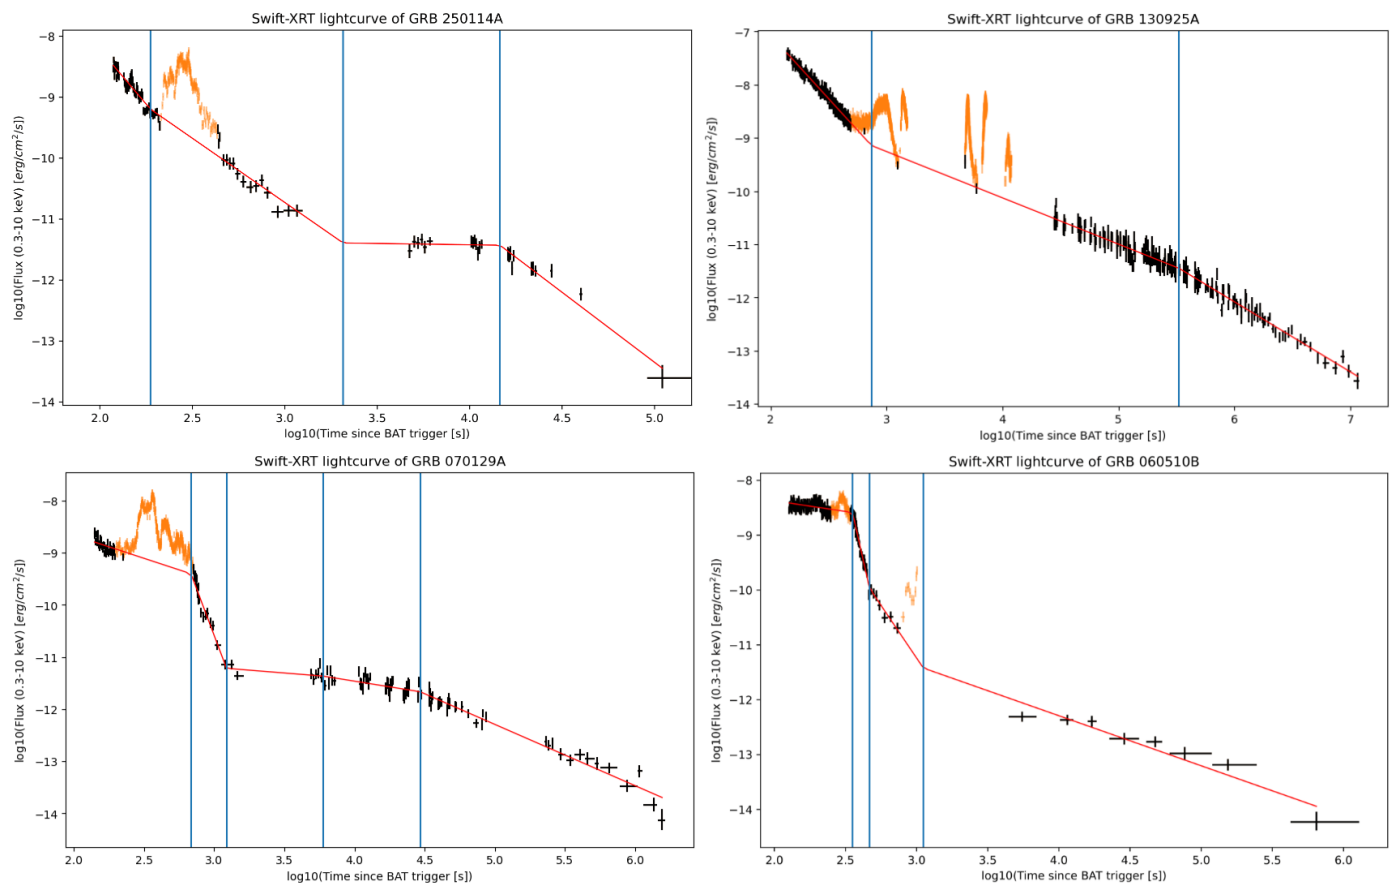 Swift-XRT lightcurve of GRB 250114A
log10(Flux (0.3-10 keV) [erg/cm²/s])
−8
−9
−10
−11
−12
−13
−14
2.0 2.5 3.0 3.5 4.0 4.5 5.0
log10(Time since BAT trigger [s])
Swift-XRT lightcurve of GRB 130925A
log10(Flux (0.3-10 keV) [erg/cm²/s])
−7
−8
−9
−10
−11
−12
−13
−14
2 3 4 5 6 7
log10(Time since BAT trigger [s])
Swift-XRT lightcurve of GRB 070129A
log10(Flux (0.3-10 keV) [erg/cm²/s])
−8
−9
−10
−11
−12
−13
−14
2.0 2.5 3.0 3.5 4.0 4.5 5.0 5.5 6.0
log10(Time since BAT trigger [s])
Swift-XRT lightcurve of GRB 060510B
log10(Flux (0.3-10 keV) [erg/cm²/s])
−8
−9
−10
−11
−12
−13
−14
2.0 2.5 3.0 3.5 4.0 4.5 5.0 5.5 6.0
log10(Time since BAT trigger [s])